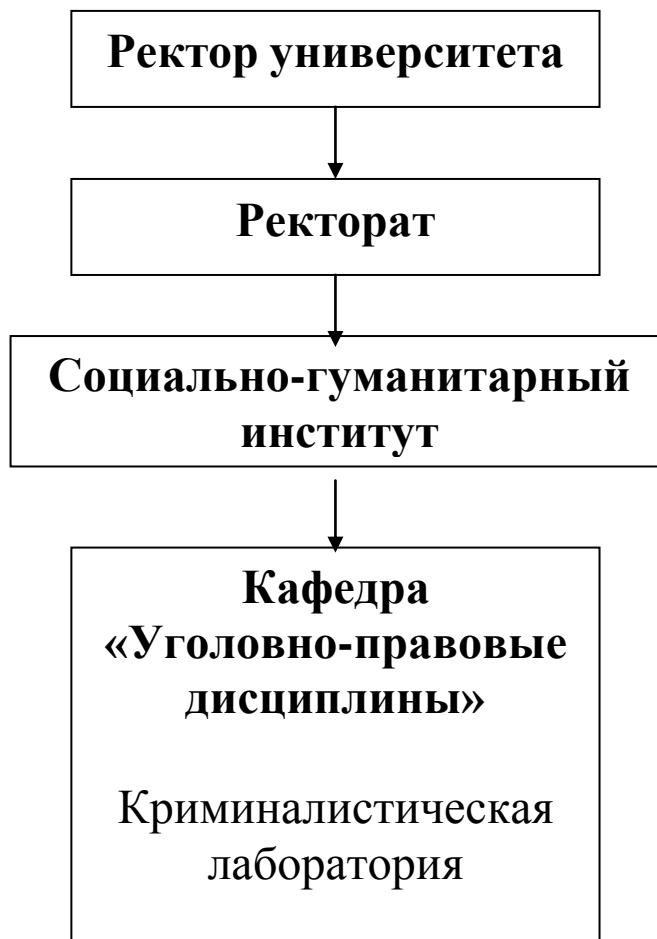 Ректор университета
Ректорат
Социально-гуманитарный
институт
Кафедра
«Уголовно-правовые
дисциплины»
Криминалистическая
лаборатория